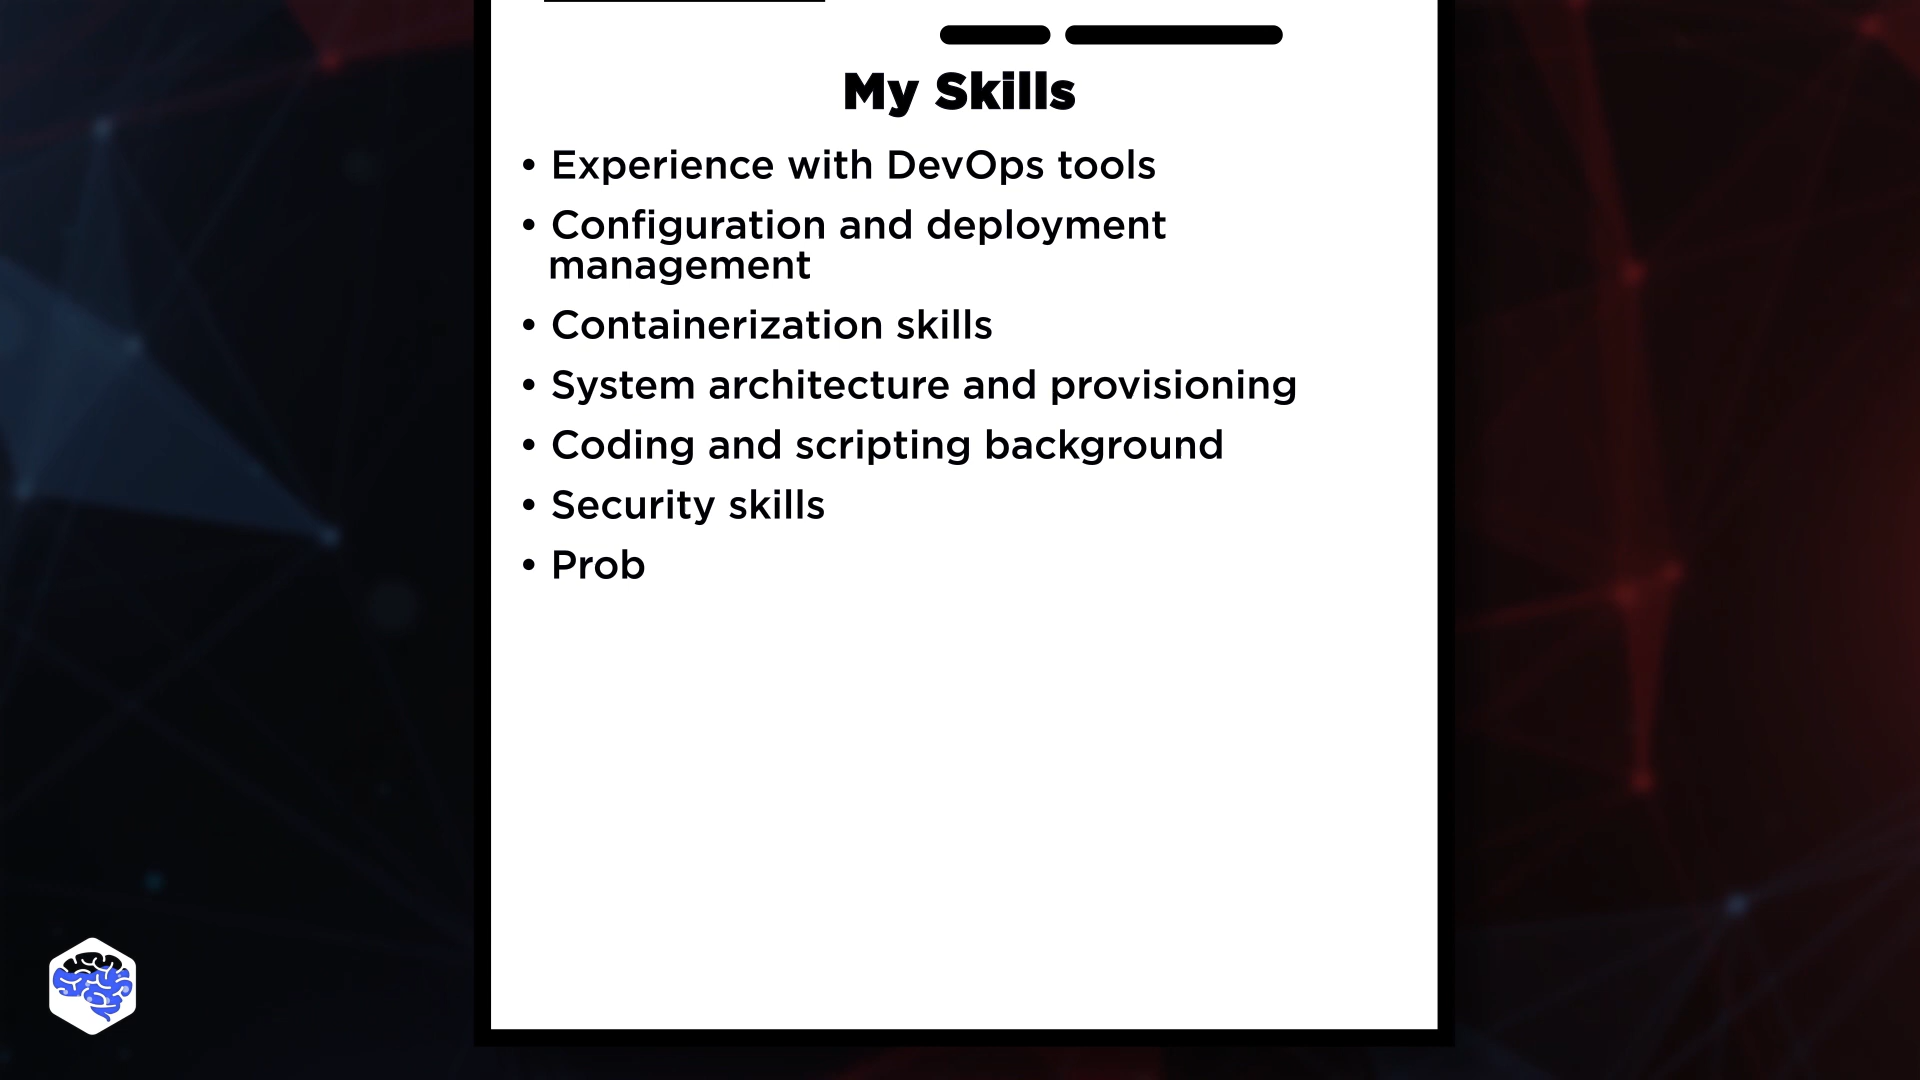 My Skills
• Experience with DevOps tools
• Configuration and deployment
management
• Containerization skills
• System architecture and provisioning
• Coding and scripting background
• Security skills
• Prob